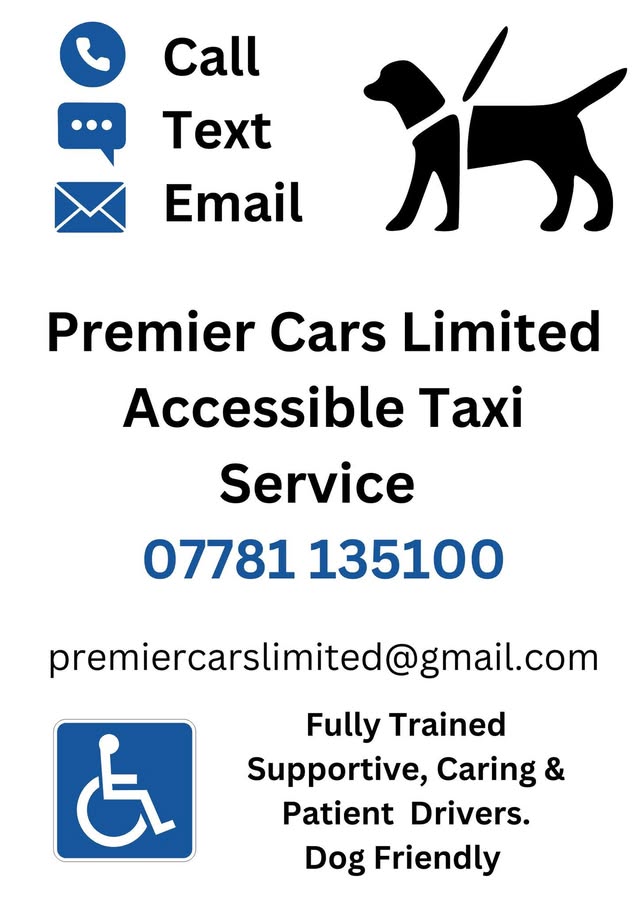 Call
Text
Email
Premier Cars Limited
Accessible Taxi
Service
07781 135100
premiercarslimited@gmail.com
Fully Trained
Supportive, Caring &
Patient  Drivers.
Dog Friendly